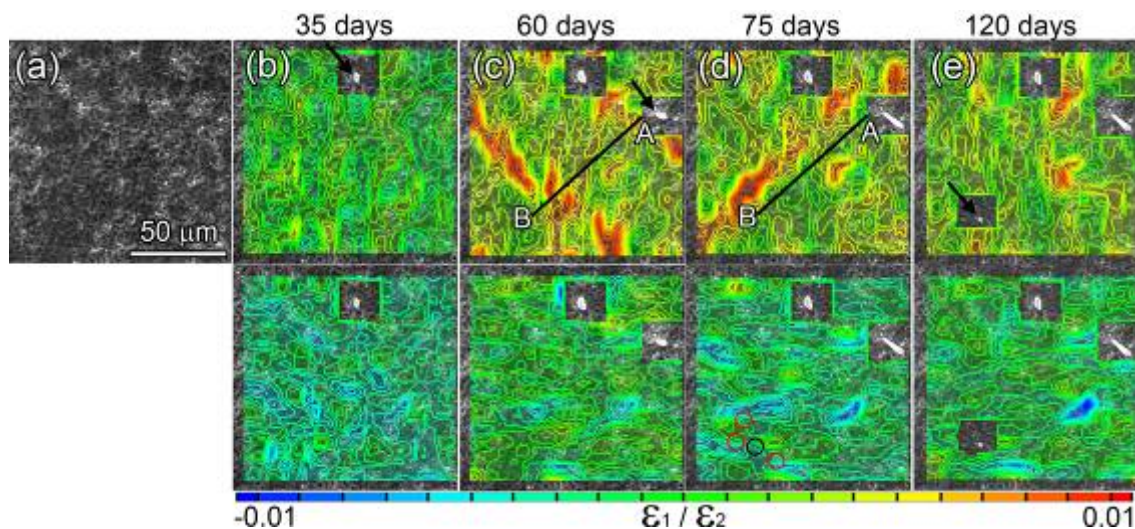 35 days 60 days 75 days 120 days
(a) (b) (c) (d) (e)
A A
B B
50 μm
-0.01 ε1 / ε2 0.01